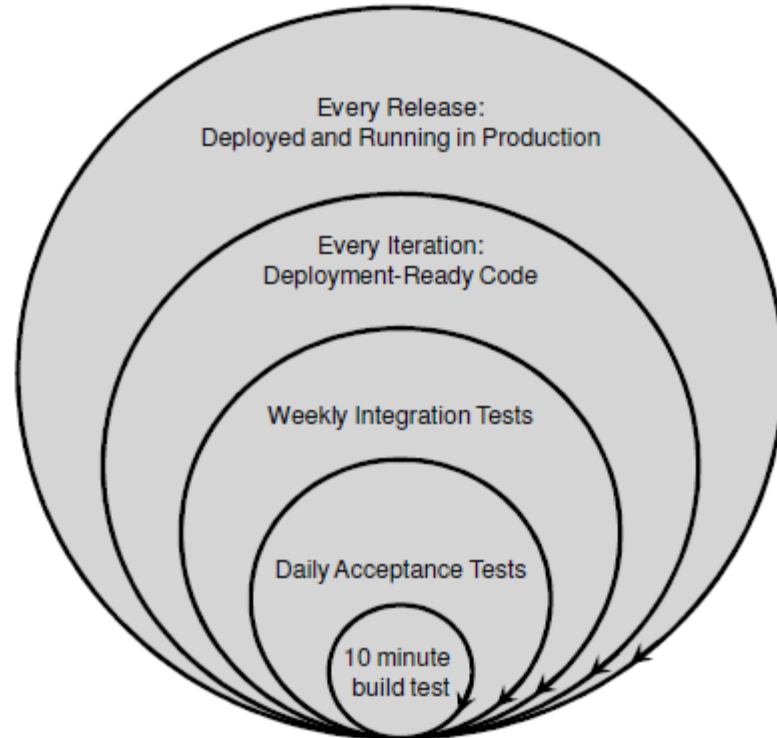 Every Release:
Deployed and Running in Production
Every Iteration:
Deployment-Ready Code
Weekly Integration Tests
Daily Acceptance Tests
10 minute
build test